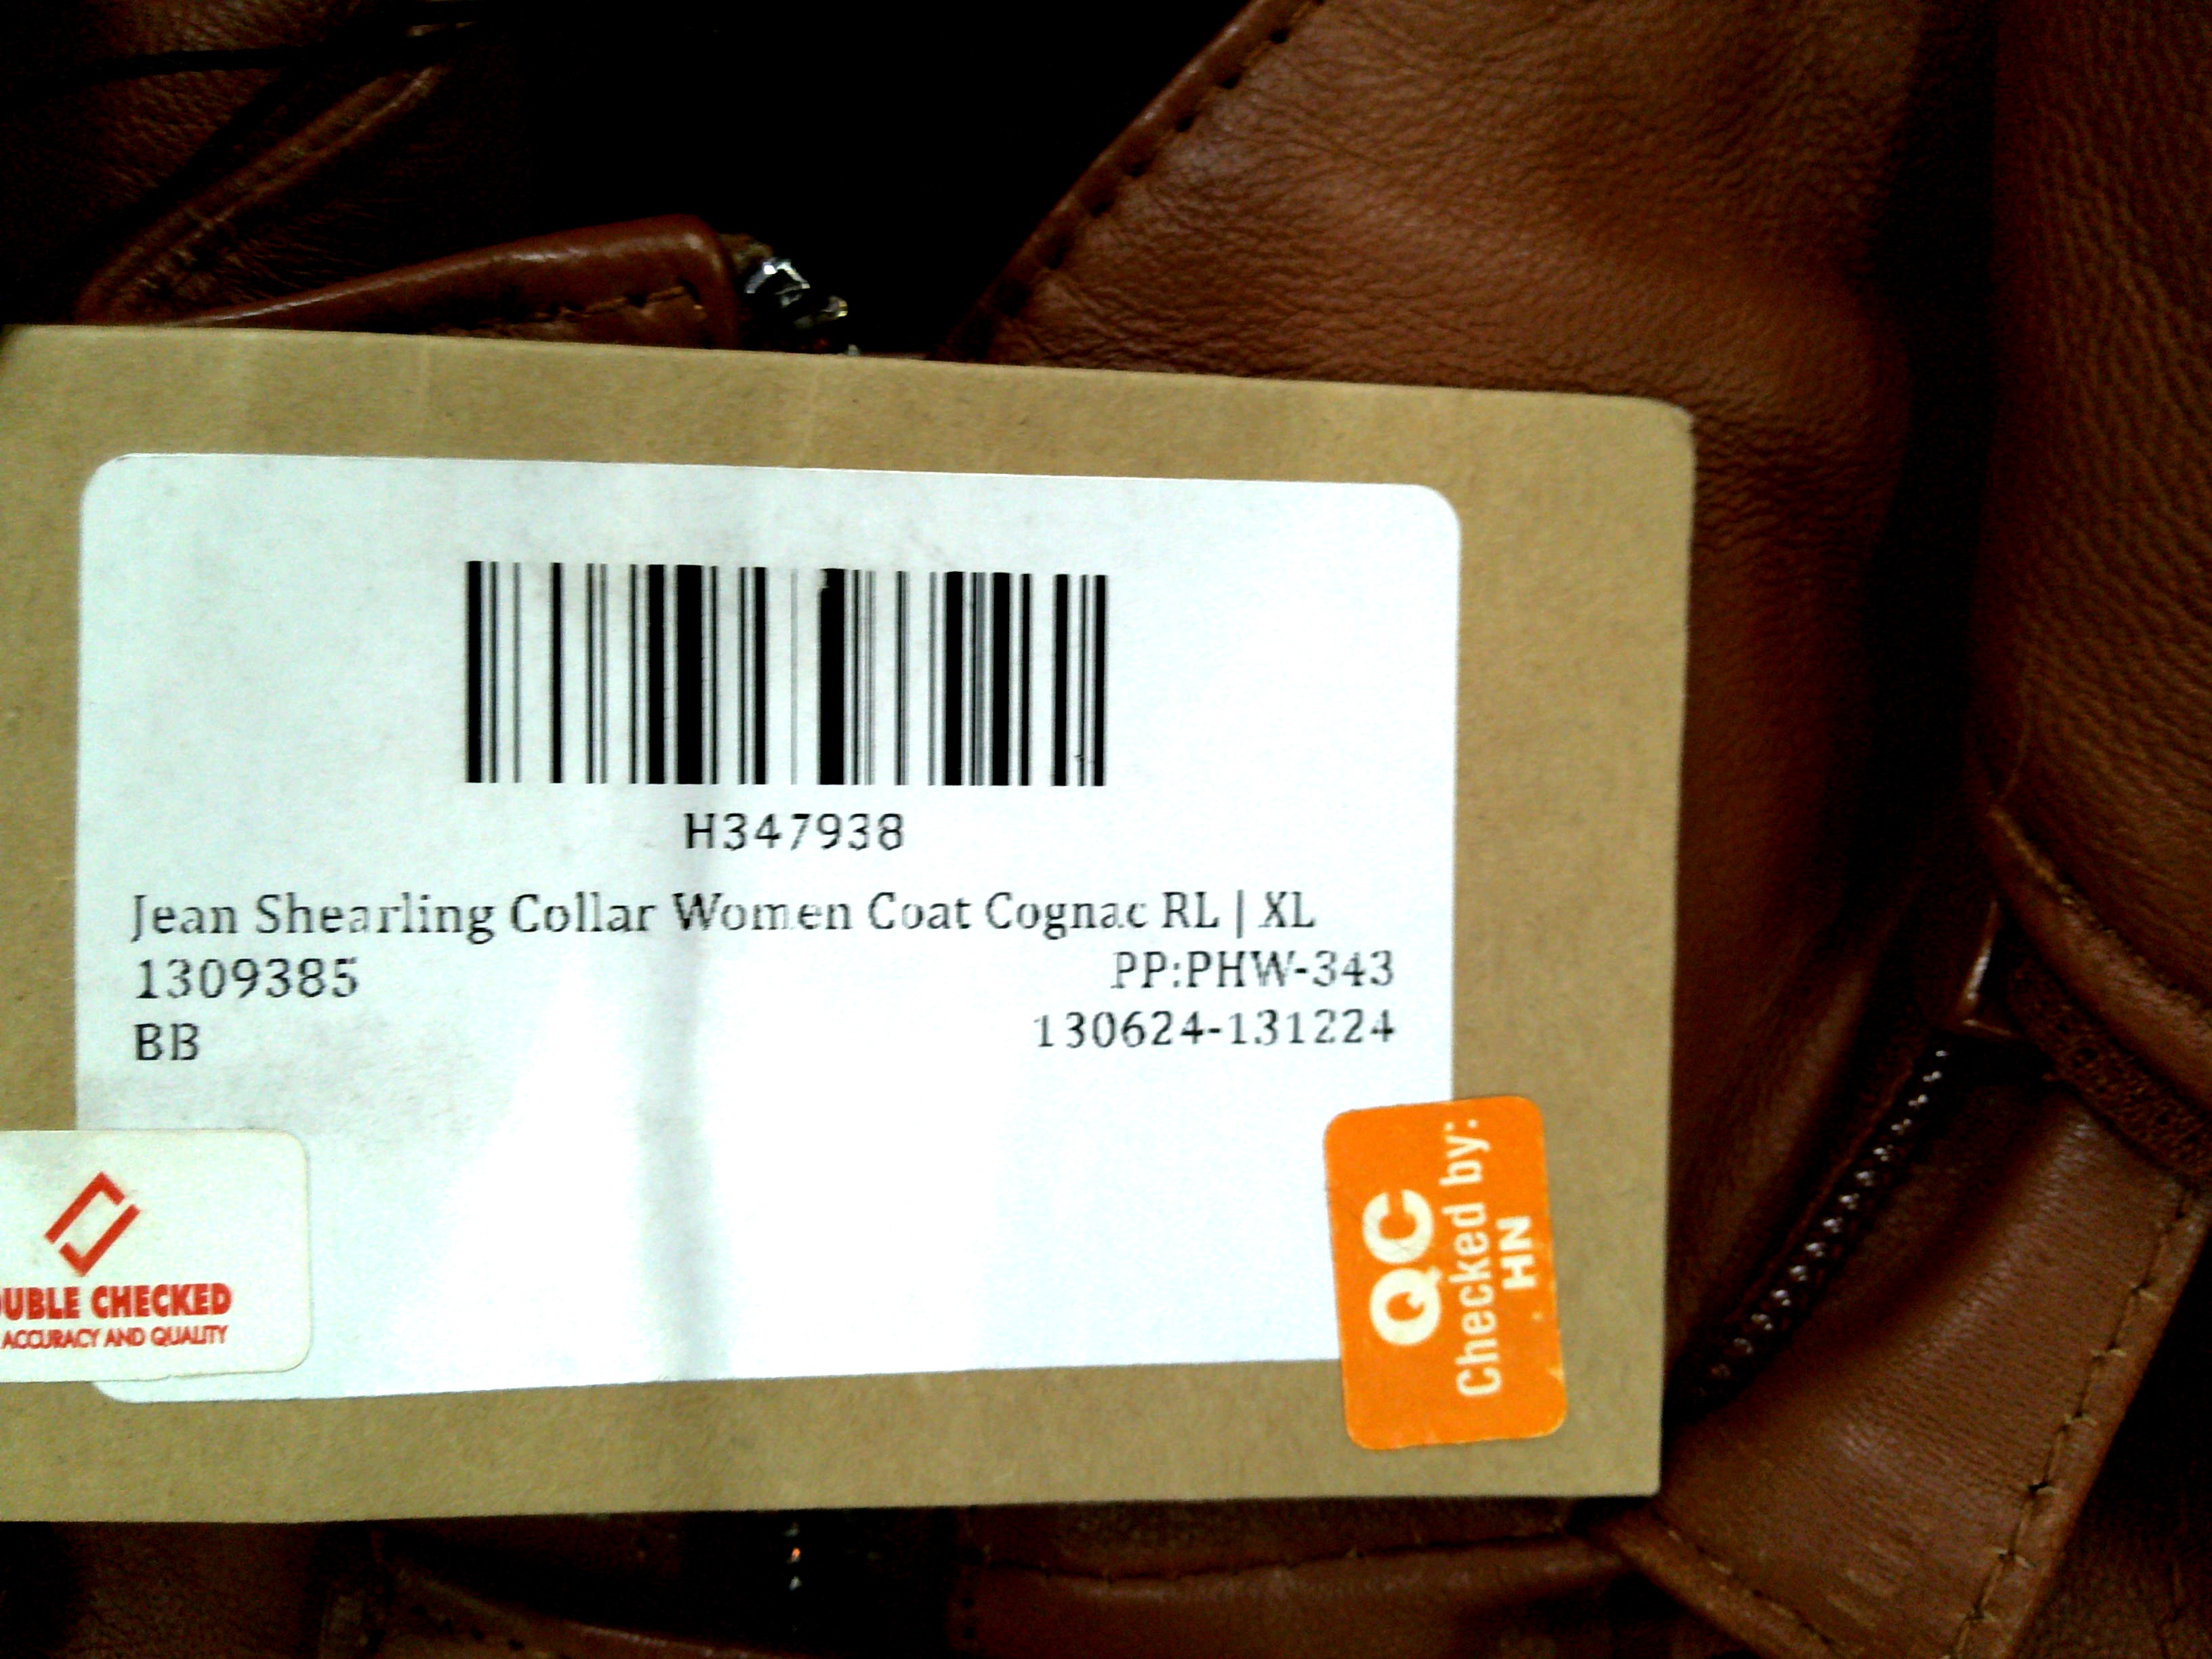 H347938
Jean Shearling Collar Women Coat Cognac RL | XL
1309385
PP:PHW-343
BB
130624-131224
QC
Checked by:
HN
OUBLE CHECKED
ACCURACY AND QUALITY